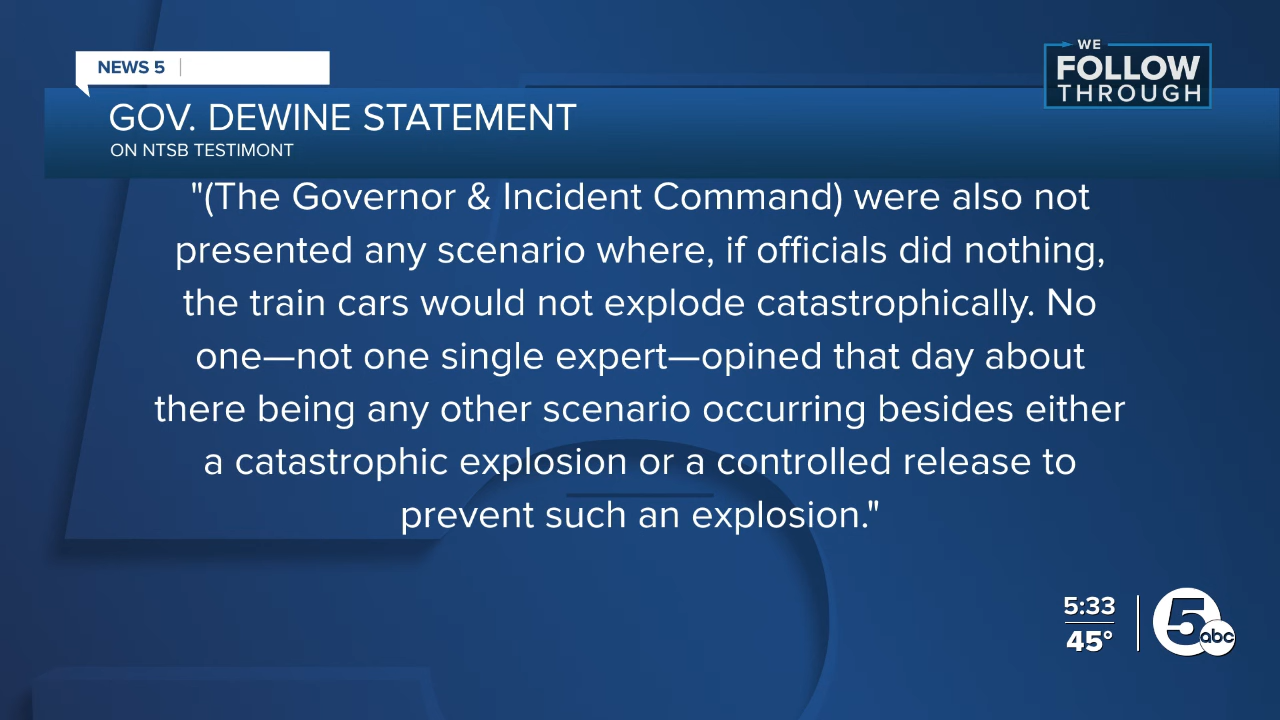 NEWS 5
WE
FOLLOW
THROUGH
GOV. DEWINE STATEMENT
ON NTSB TESTIMONT
"(The Governor & Incident Command) were also not
presented any scenario where, if officials did nothing,
the train cars would not explode catastrophically. No
one—not one single expert—opined that day about
there being any other scenario occurring besides either
a catastrophic explosion or a controlled release to
prevent such an explosion."
5:33
45°
5
abc